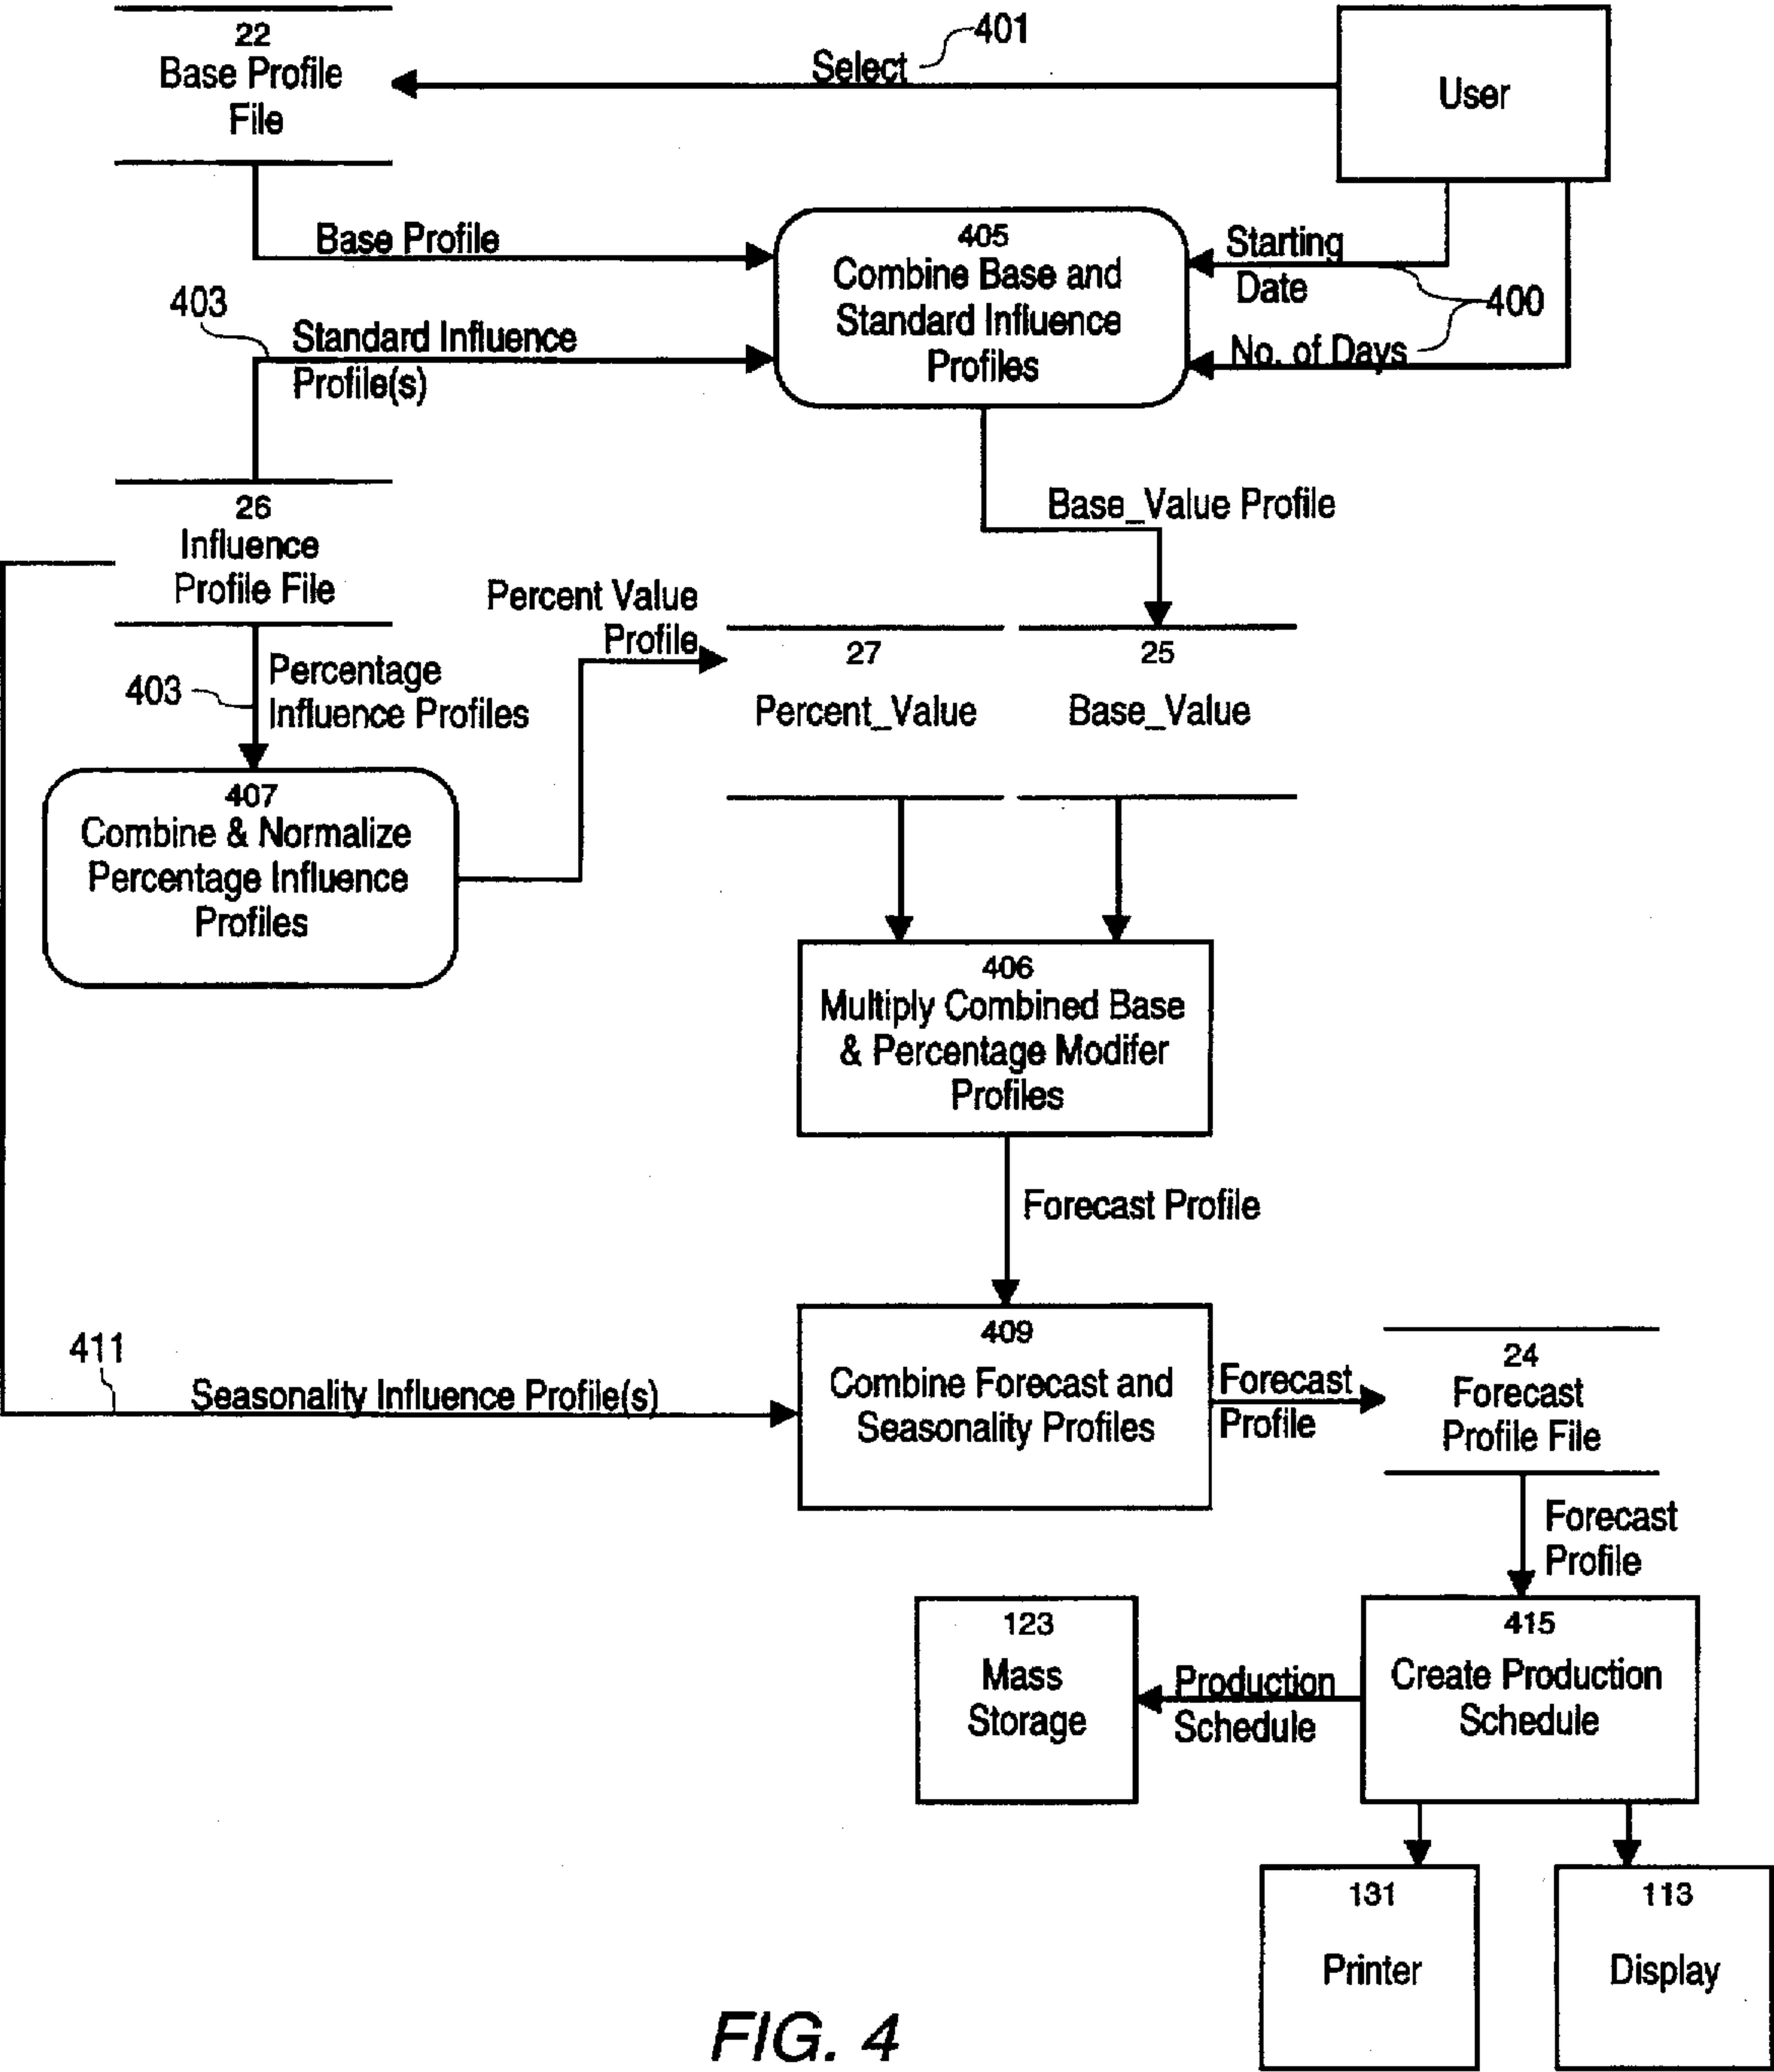 22
Base Profile
File
Select
401
User
Base Profile
405
Combine Base and
Standard Influence
Profiles
Starting
Date
400
No. of Days
403
Standard Influence
Profile(s)
Base_Value Profile
26
Influence
Profile File
Percent Value
Profile
403
Percentage
Influence Profiles
27
Percent_Value
25
Base_Value
407
Combine & Normalize
Percentage Influence
Profiles
406
Multiply Combined Base
& Percentage Modifer
Profiles
Forecast Profile
411
Seasonality Influence Profile(s)
409
Combine Forecast and
Seasonality Profiles
Forecast
Profile
24
Forecast
Profile File
Forecast
Profile
123
Mass
Storage
Production
Schedule
415
Create Production
Schedule
131
Printer
113
Display
FIG. 4